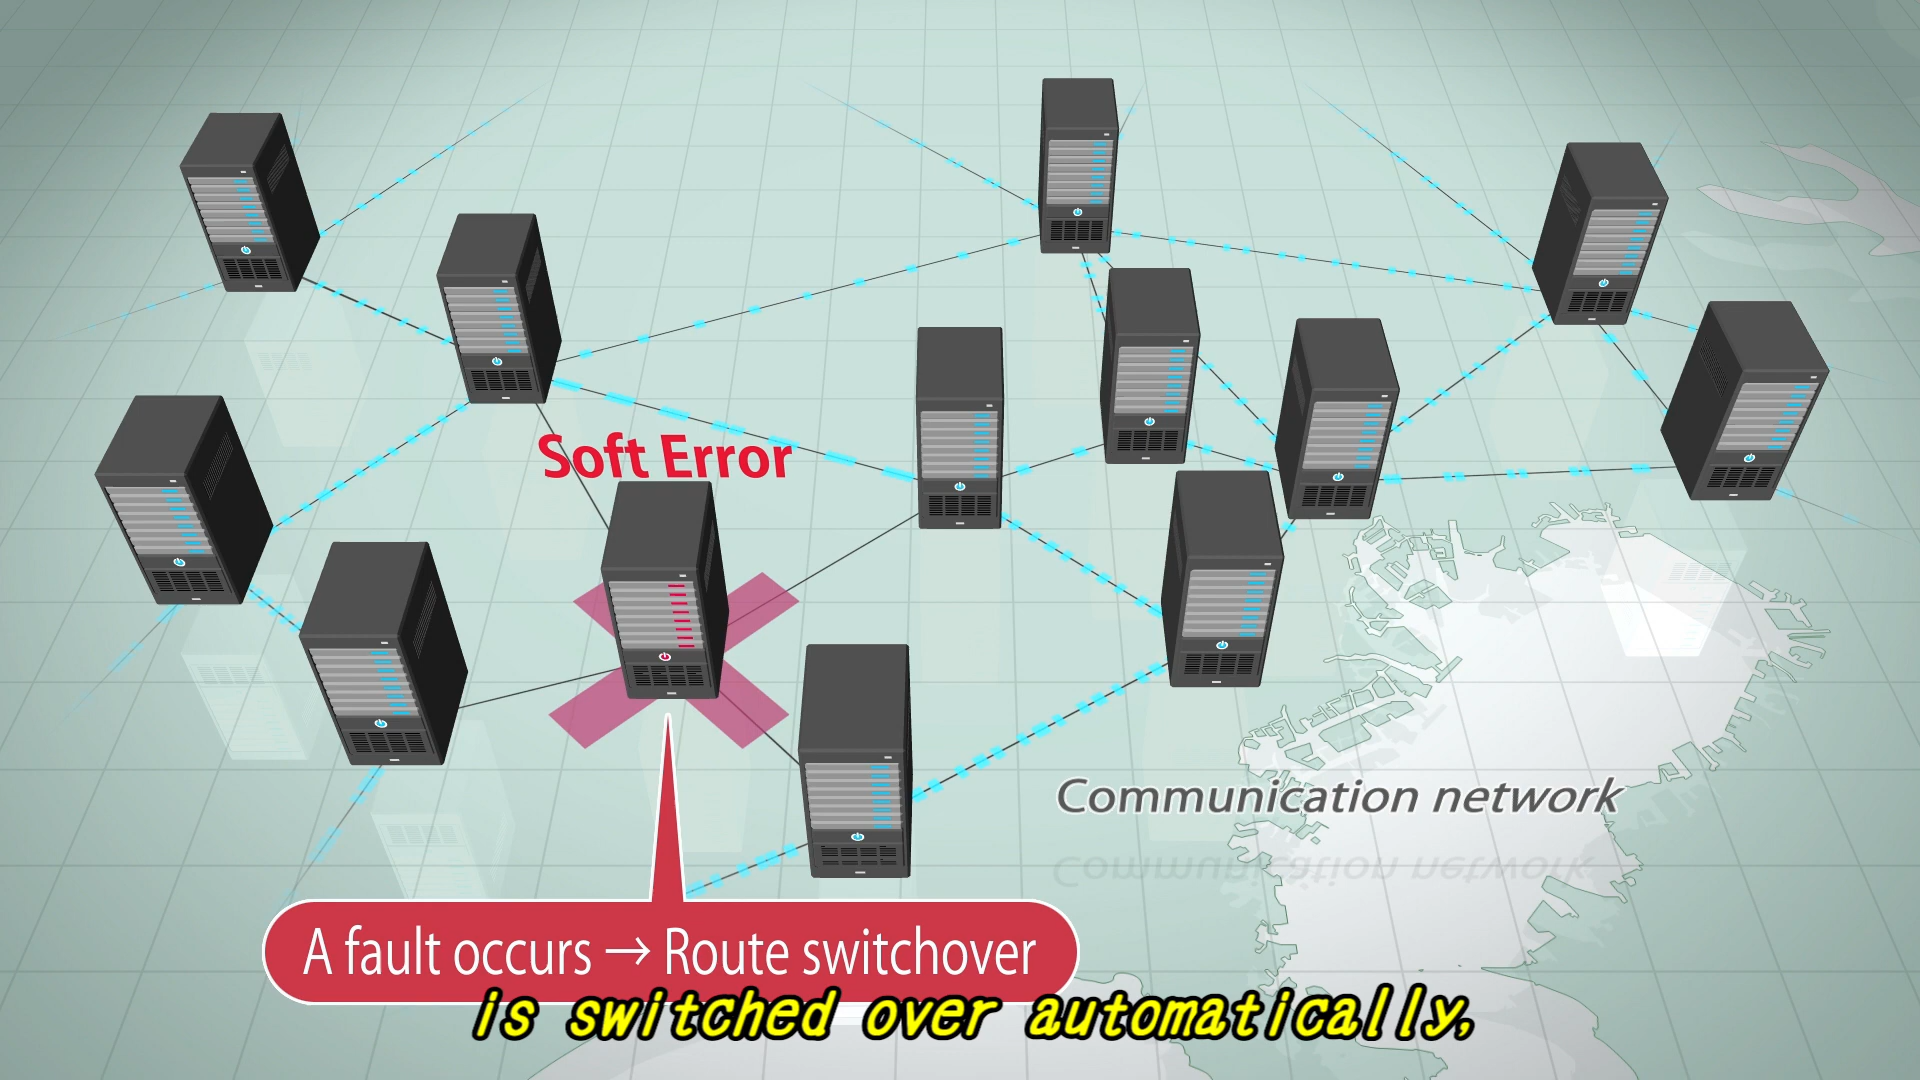 Soft Error
Communication network
A fault occurs → Route switchover
is switched over automatically,